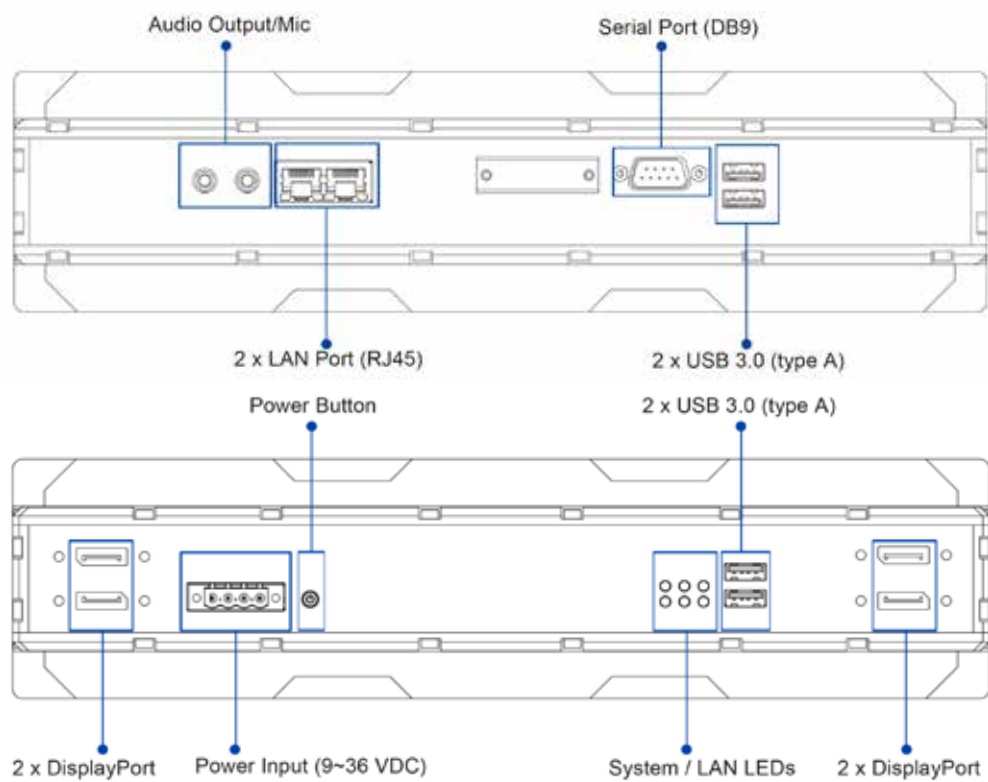 Audio Output/Mic
Serial Port (DB9)
2 x LAN Port (RJ45)
2 x USB 3.0 (type A)
Power Button
2 x USB 3.0 (type A)
2 x DisplayPort
Power Input (9~36 VDC)
System / LAN LEDs
2 x DisplayPort